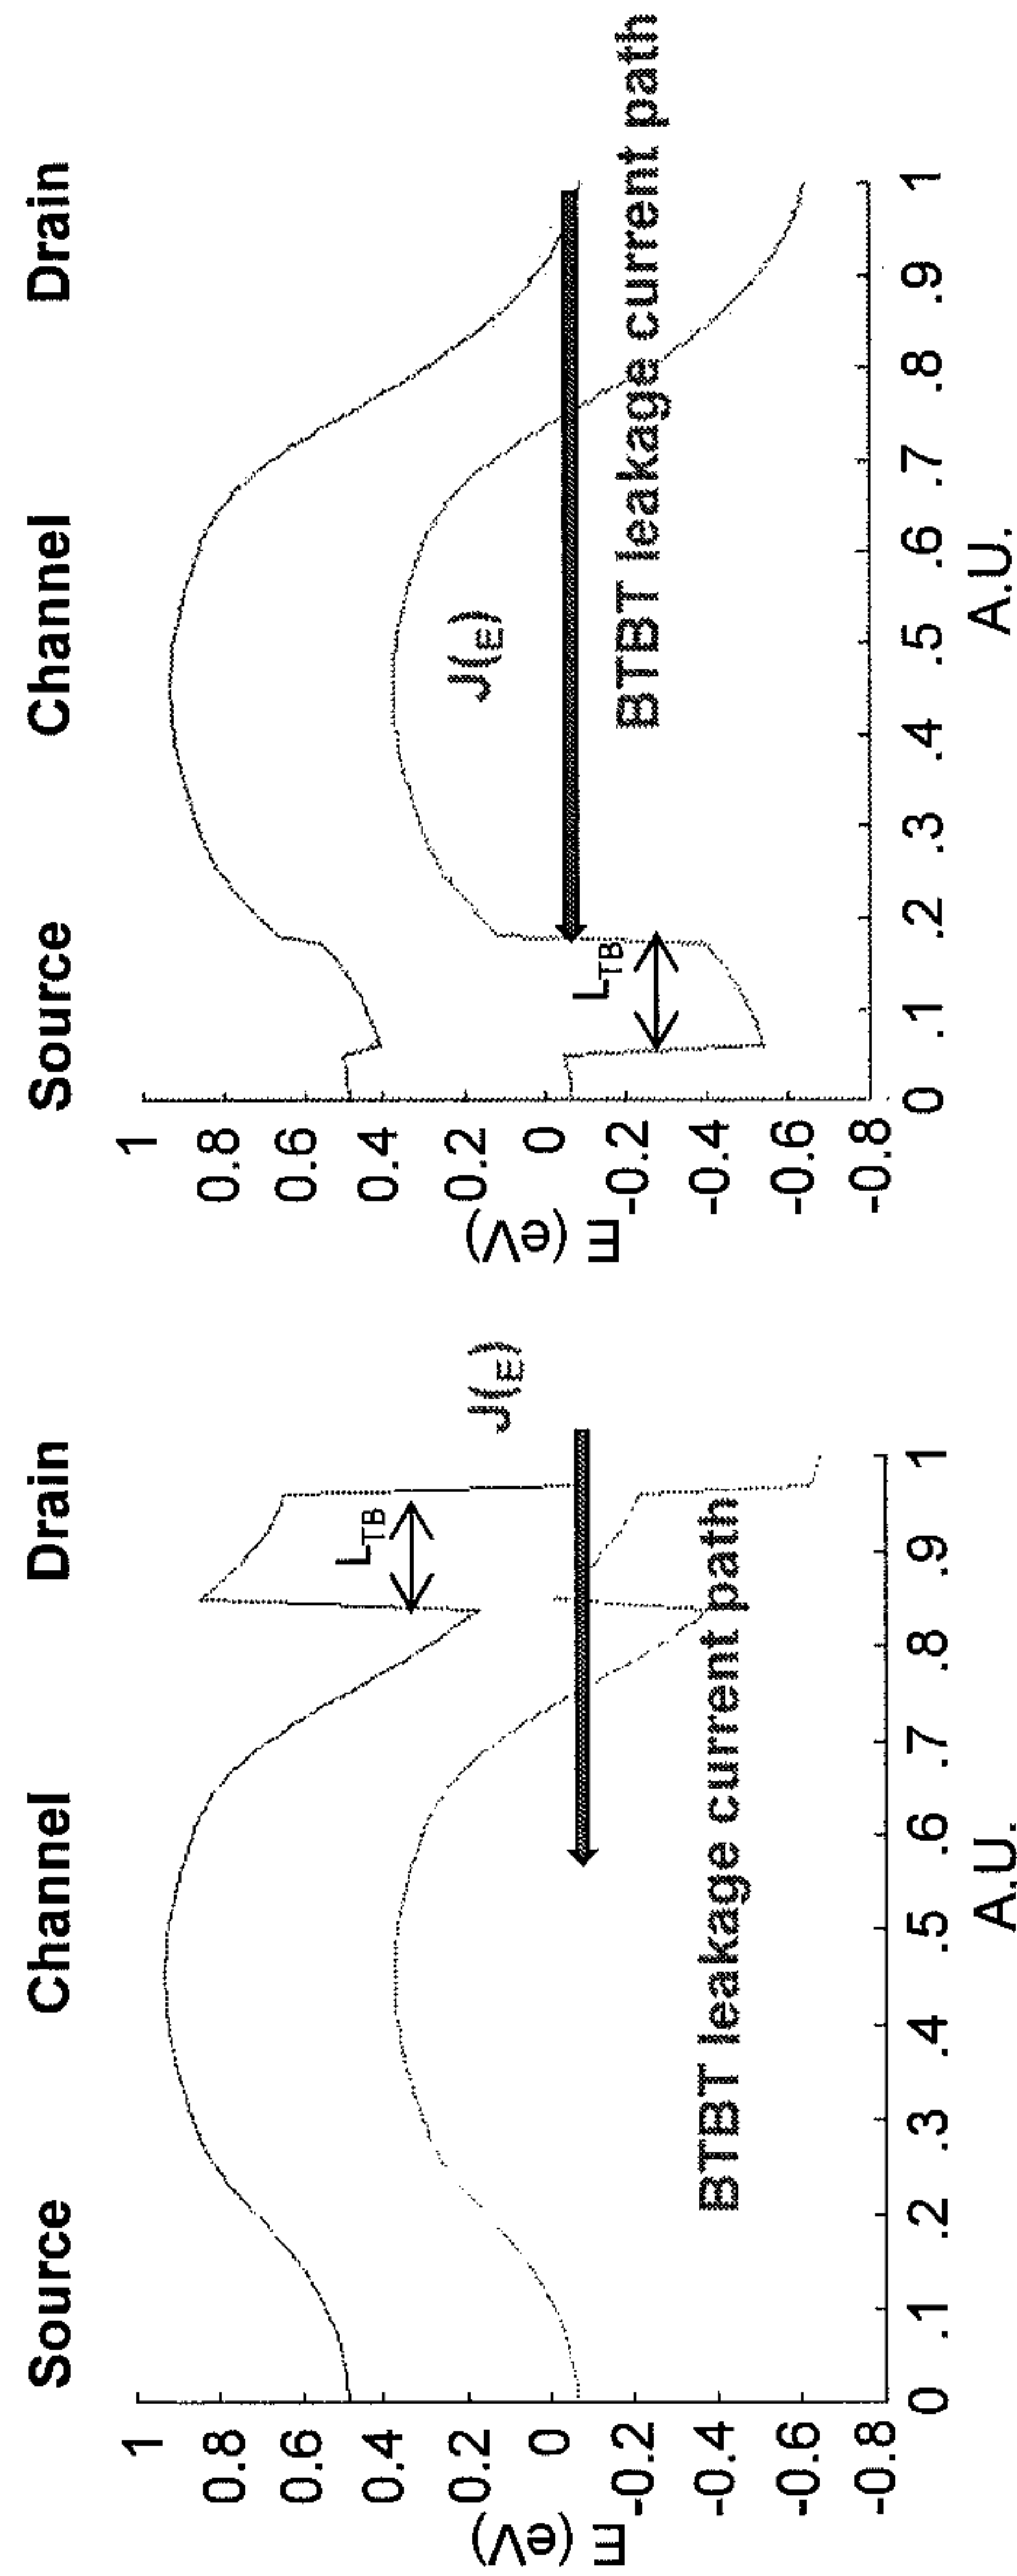 Source Channel Drain
1
0.8
0.6
0.4
0.2
0
-0.2
-0.4
-0.6
-0.8
E (eV)
LTB
J(E)
BTBT leakage current path
0 .1 .2 .3 .4 .5 .6 .7 .8 .9 1
A.U.
Source Channel Drain
1
0.8
0.6
0.4
0.2
0
-0.2
-0.4
-0.6
-0.8
E (eV)
J(E)
LTB
BTBT leakage current path
0 .1 .2 .3 .4 .5 .6 .7 .8 .9 1
A.U.